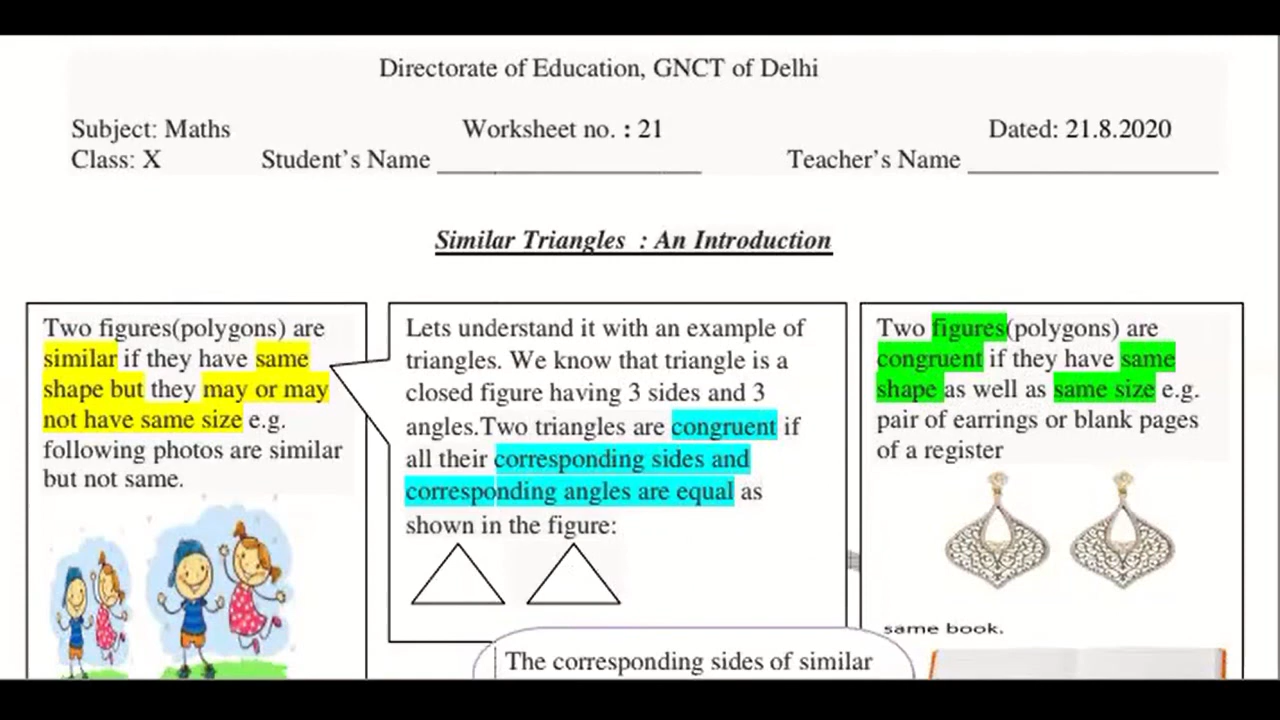 Directorate of Education, GNCT of Delhi
Subject: Maths Worksheet no. : 21 Dated: 21.8.2020
Class: X Student's Name Teacher's Name
Similar Triangles : An Introduction
Two figures(polygons) are
similar if they have same
shape but they may or may
not have same size e.g.
following photos are similar
but not same.
Lets understand it with an example of
triangles. We know that triangle is a
closed figure having 3 sides and 3
angles.Two triangles are congruent if
all their corresponding sides and
corresponding angles are equal as
shown in the figure:
The corresponding sides of similar
Two figures(polygons) are
congruent if they have same
shape as well as same size e.g.
pair of earrings or blank pages
of a register
same book.